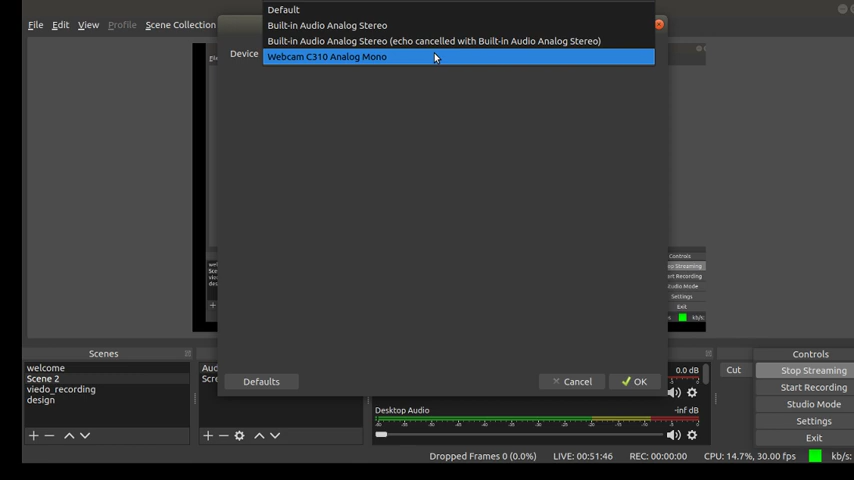 Default
File Edit View Profile Scene Collection
Built-in Audio Analog Stereo
Built-in Audio Analog Stereo (echo cancelled with Built-in Audio Analog Stereo)
Device
Webcam C310 Analog Mono
Controls
Start Recording
Studio Mode
Settings
Exit
kb/s:
Scenes
Controls
welcome
Scene 2
viedo_recording
design
Defaults
Cancel
OK
0.0 dB
Cut
Stop Streaming
Start Recording
Studio Mode
Settings
Exit
Desktop Audio
-inf dB
Dropped Frames 0 (0.0%)
LIVE: 00:51:46
REC: 00:00:00
CPU: 14.7%, 30.00 fps
kb/s: